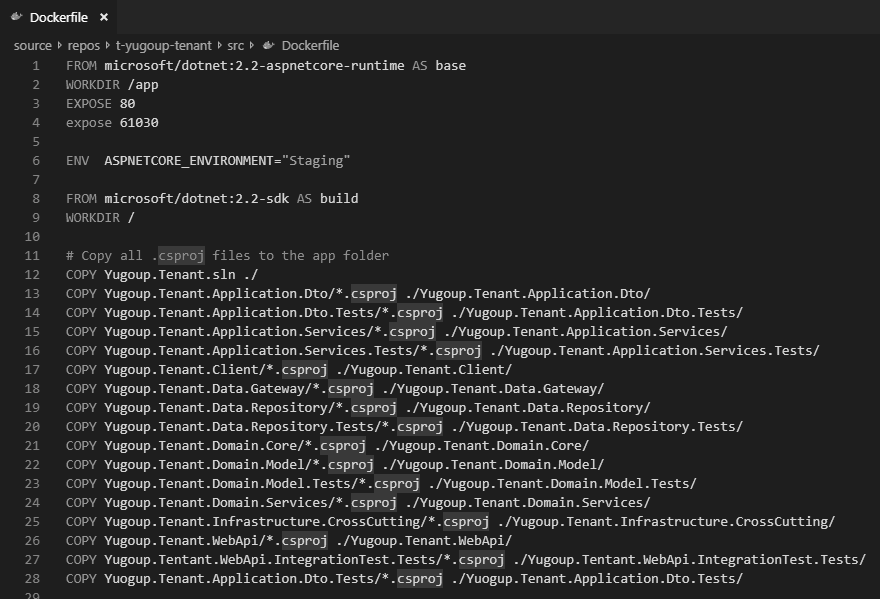 Dockerfile ×
source repos t-yugoup-tenant src Dockerfile
1 FROM microsoft/dotnet:2.2-aspnetcore-runtime AS base
2 WORKDIR /app
3 EXPOSE 80
4 expose 61030
5
6 ENV  ASPNETCORE_ENVIRONMENT="Staging"
7
8 FROM microsoft/dotnet:2.2-sdk AS build
9 WORKDIR /
10
11 # Copy all .csproj files to the app folder
12 COPY Yugoup.Tenant.sln ./
13 COPY Yugoup.Tenant.Application.Dto/*.csproj ./Yugoup.Tenant.Application.Dto/
14 COPY Yugoup.Tenant.Application.Dto.Tests/*.csproj ./Yugoup.Tenant.Application.Dto.Tests/
15 COPY Yugoup.Tenant.Application.Services/*.csproj ./Yugoup.Tenant.Application.Services/
16 COPY Yugoup.Tenant.Application.Services.Tests/*.csproj ./Yugoup.Tenant.Application.Services.Tests/
17 COPY Yugoup.Tenant.Client/*.csproj ./Yugoup.Tenant.Client/
18 COPY Yugoup.Tenant.Data.Gateway/*.csproj ./Yugoup.Tenant.Data.Gateway/
19 COPY Yugoup.Tenant.Data.Repository/*.csproj ./Yugoup.Tenant.Data.Repository/
20 COPY Yugoup.Tenant.Data.Repository.Tests/*.csproj ./Yugoup.Tenant.Data.Repository.Tests/
21 COPY Yugoup.Tenant.Domain.Core/*.csproj ./Yugoup.Tenant.Domain.Core/
22 COPY Yugoup.Tenant.Domain.Model/*.csproj ./Yugoup.Tenant.Domain.Model/
23 COPY Yugoup.Tenant.Domain.Model.Tests/*.csproj ./Yugoup.Tenant.Domain.Model.Tests/
24 COPY Yugoup.Tenant.Domain.Services/*.csproj ./Yugoup.Tenant.Domain.Services/
25 COPY Yugoup.Tenant.Infrastructure.CrossCutting/*.csproj ./Yugoup.Tenant.Infrastructure.CrossCutting/
26 COPY Yugoup.Tenant.WebApi/*.csproj ./Yugoup.Tenant.WebApi/
27 COPY Yugoup.Tentant.WebApi.IntegrationTest.Tests/*.csproj ./Yugoup.Tentant.WebApi.IntegrationTest.Tests/
28 COPY Yuogup.Tenant.Application.Dto.Tests/*.csproj ./Yuogup.Tenant.Application.Dto.Tests/
29